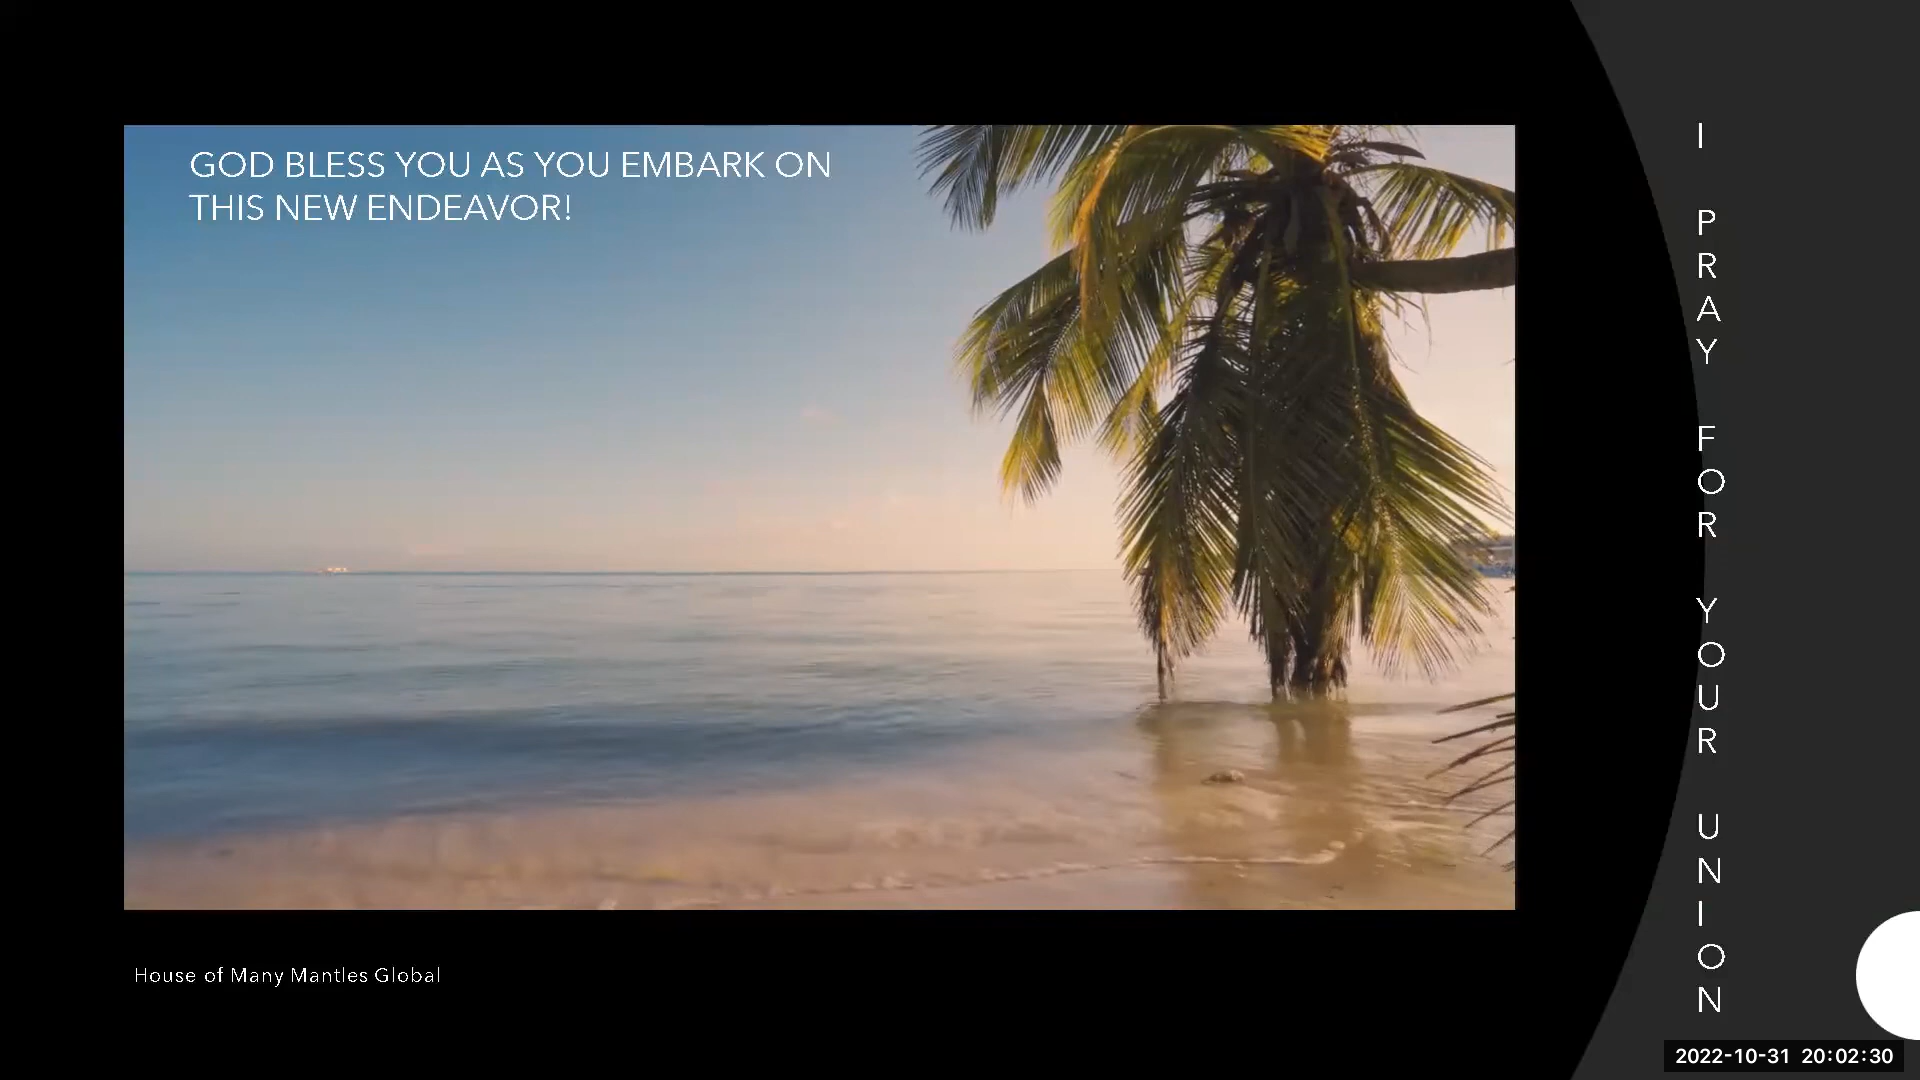 GOD BLESS YOU AS YOU EMBARK ON
THIS NEW ENDEAVOR!
I PRAY FOR YOUR UNION
House of Many Mantles Global
2022-10-31 20:02:30